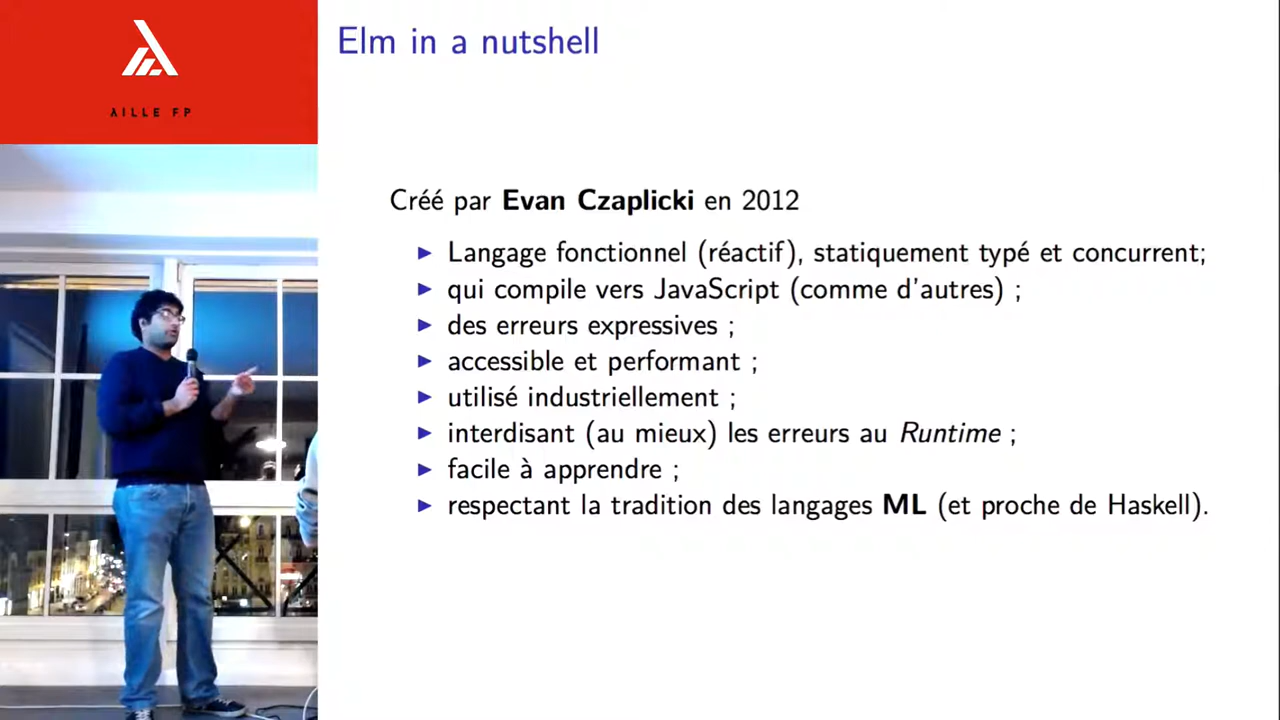 λILLE FP
Elm in a nutshell
Créé par Evan Czaplicki en 2012
Langage fonctionnel (réactif), statiquement typé et concurrent;
qui compile vers JavaScript (comme d'autres) ;
des erreurs expressives ;
accessible et performant ;
utilisé industriellement ;
interdisant (au mieux) les erreurs au Runtime ;
facile à apprendre ;
respectant la tradition des langages ML (et proche de Haskell).